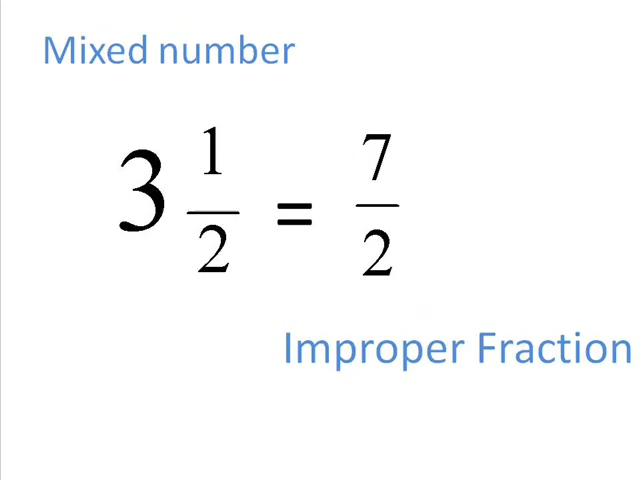 Mixed number
3 1/2 = 7/2
Improper Fraction